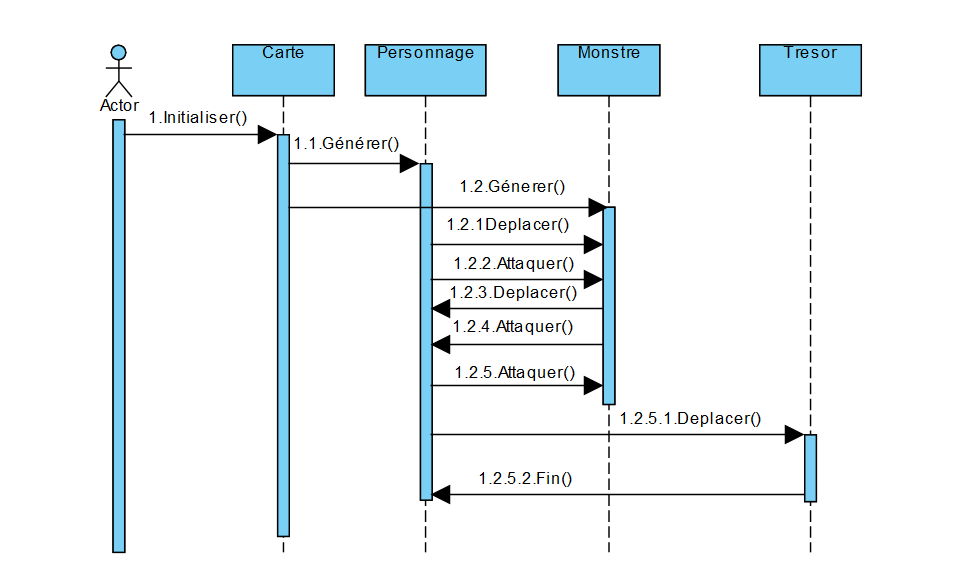 Carte
Personnage
Monstre
Tresor
Actor
1.Initialiser()
1.1.Générer()
1.2.Génerer()
1.2.1Deplacer()
1.2.2.Attaquer()
1.2.3.Deplacer()
1.2.4.Attaquer()
1.2.5.Attaquer()
1.2.5.1.Deplacer()
1.2.5.2.Fin()